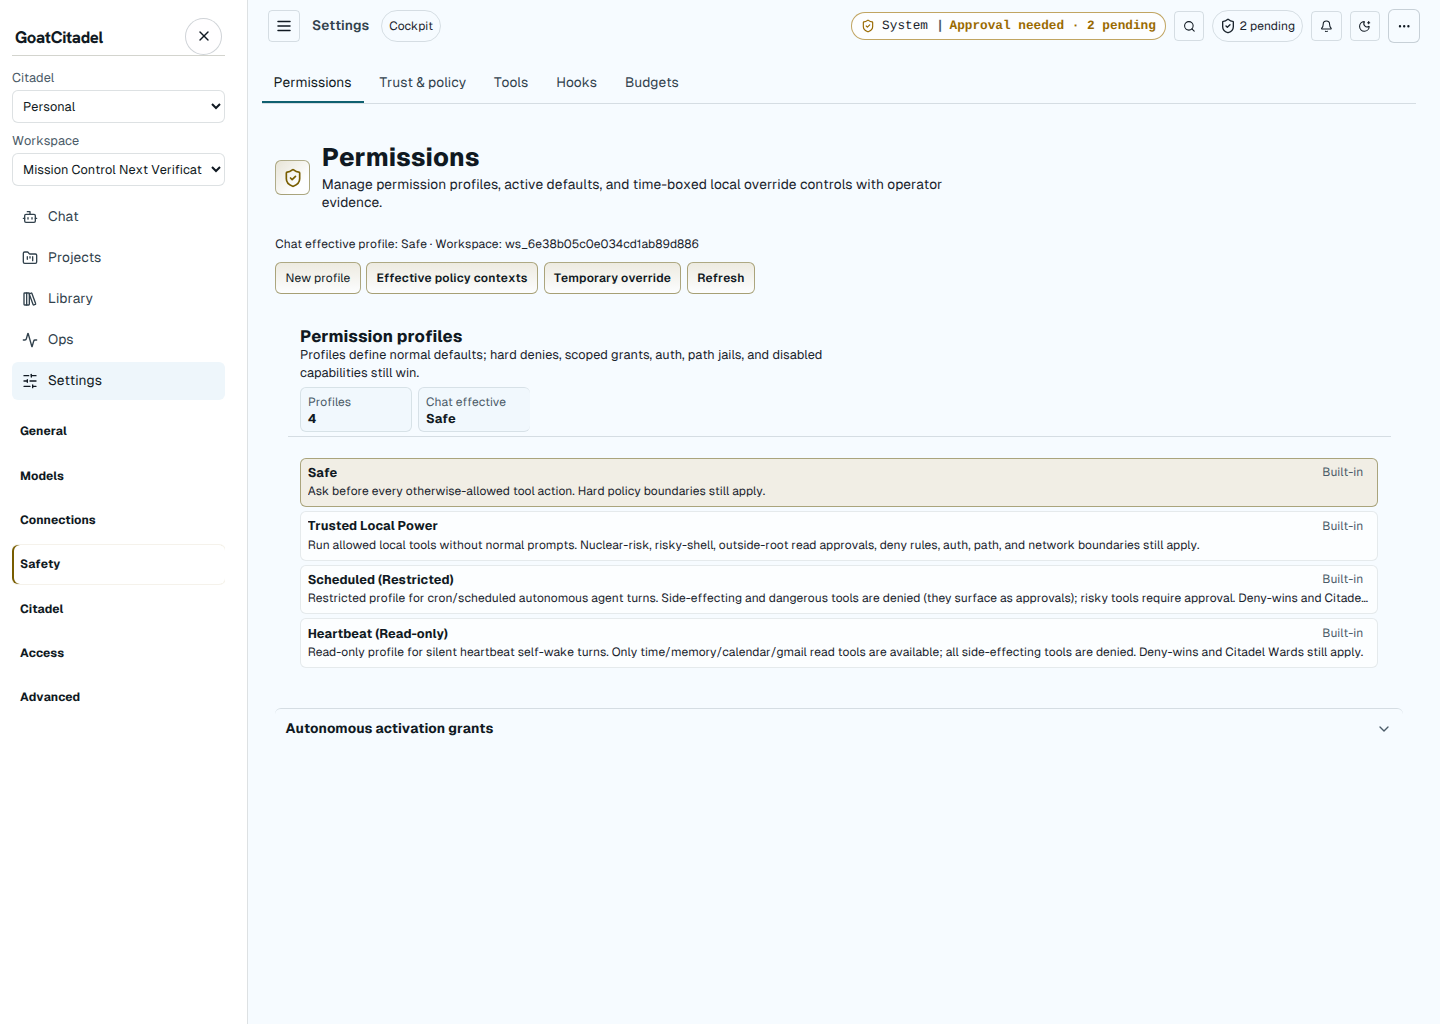 GoatCitadel
Citadel
Personal
Workspace
Mission Control Next Verificat
Chat
Projects
Library
Ops
Settings
General
Models
Connections
Safety
Citadel
Access
Advanced
Settings
Cockpit
System | Approval needed · 2 pending
2 pending
Permissions
Trust & policy
Tools
Hooks
Budgets
Permissions
Manage permission profiles, active defaults, and time-boxed local override controls with operator
evidence.
Chat effective profile: Safe · Workspace: ws_6e38b05c0e034cd1ab89d886
New profile
Effective policy contexts
Temporary override
Refresh
Permission profiles
Profiles define normal defaults; hard denies, scoped grants, auth, path jails, and disabled
capabilities still win.
Profiles
4
Chat effective
Safe
Safe
Built-in
Ask before every otherwise-allowed tool action. Hard policy boundaries still apply.
Trusted Local Power
Built-in
Run allowed local tools without normal prompts. Nuclear-risk, risky-shell, outside-root read approvals, deny rules, auth, path, and network boundaries still apply.
Scheduled (Restricted)
Built-in
Restricted profile for cron/scheduled autonomous agent turns. Side-effecting and dangerous tools are denied (they surface as approvals); risky tools require approval. Deny-wins and Citade…
Heartbeat (Read-only)
Built-in
Read-only profile for silent heartbeat self-wake turns. Only time/memory/calendar/gmail read tools are available; all side-effecting tools are denied. Deny-wins and Citadel Wards still apply.
Autonomous activation grants